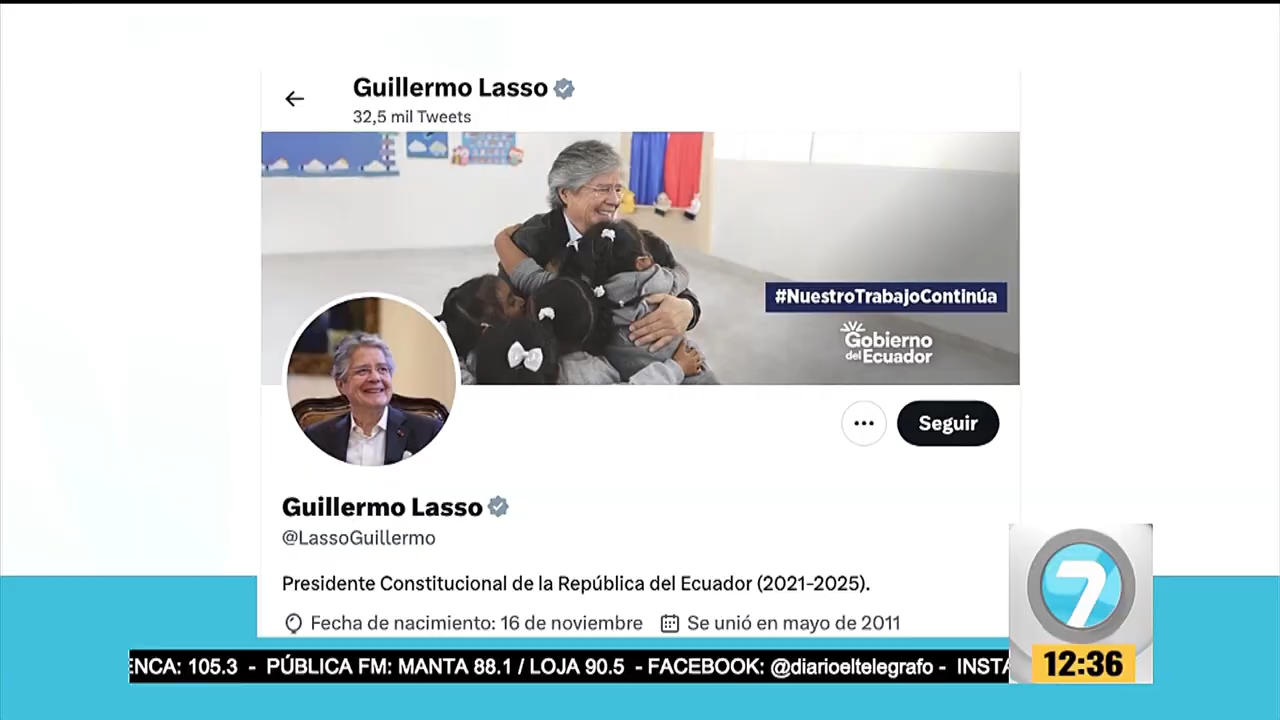 Guillermo Lasso
32,5 mil Tweets
#NuestroTrabajoContinúa
Gobierno
del Ecuador
Seguir
Guillermo Lasso
@LassoGuillermo
Presidente Constitucional de la República del Ecuador (2021-2025).
Fecha de nacimiento: 16 de noviembre Se unió en mayo de 2011
7
ENCA: 105.3 - PÚBLICA FM: MANTA 88.1 / LOJA 90.5 - FACEBOOK: @diarioeltelegrafo - INSTA
12:36